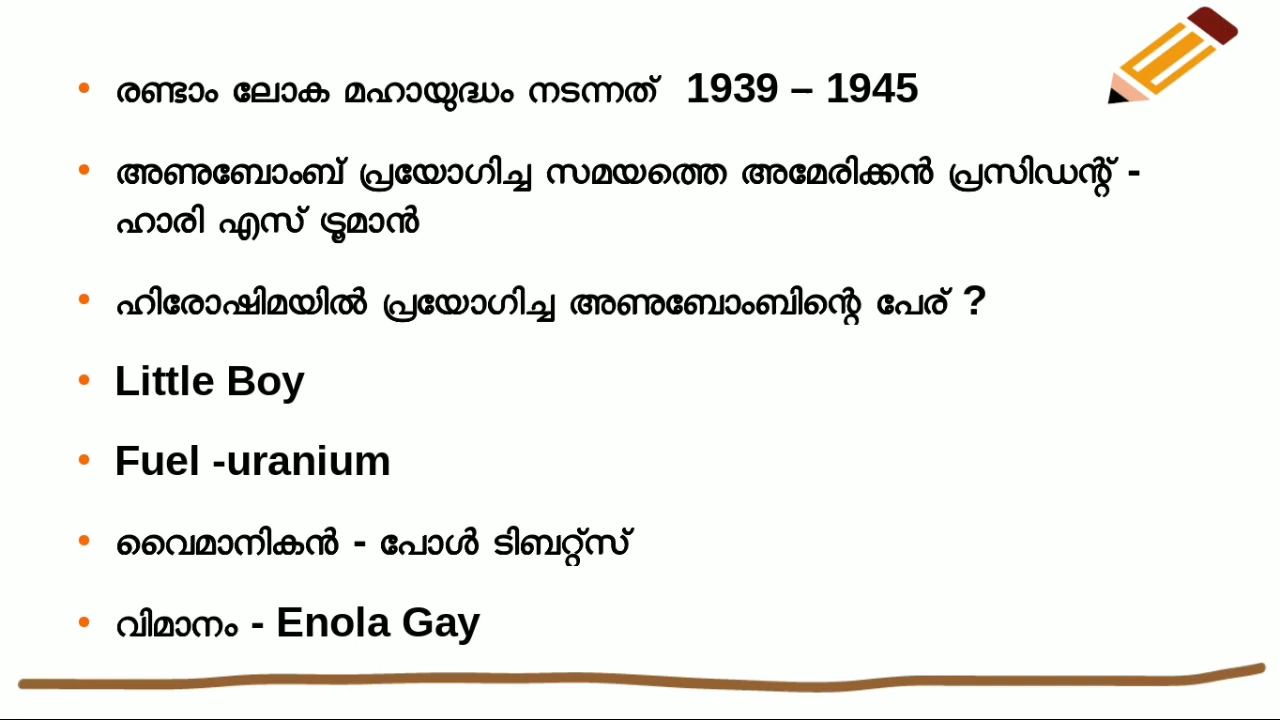 • രണ്ടാം ലോക മഹായുദ്ധം നടന്നത് 1939 – 1945
• അണുബോംബ് പ്രയോഗിച്ച സമയത്തെ അമേരിക്കൻ പ്രസിഡന്റ് -
ഹാരി എസ് ട്രൂമാൻ
• ഹിരോഷിമയിൽ പ്രയോഗിച്ച അണുബോംബിന്റെ പേര് ?
• Little Boy
• Fuel -uranium
• വൈമാനികൻ - പോൾ ടിബറ്റ്സ്
• വിമാനം - Enola Gay